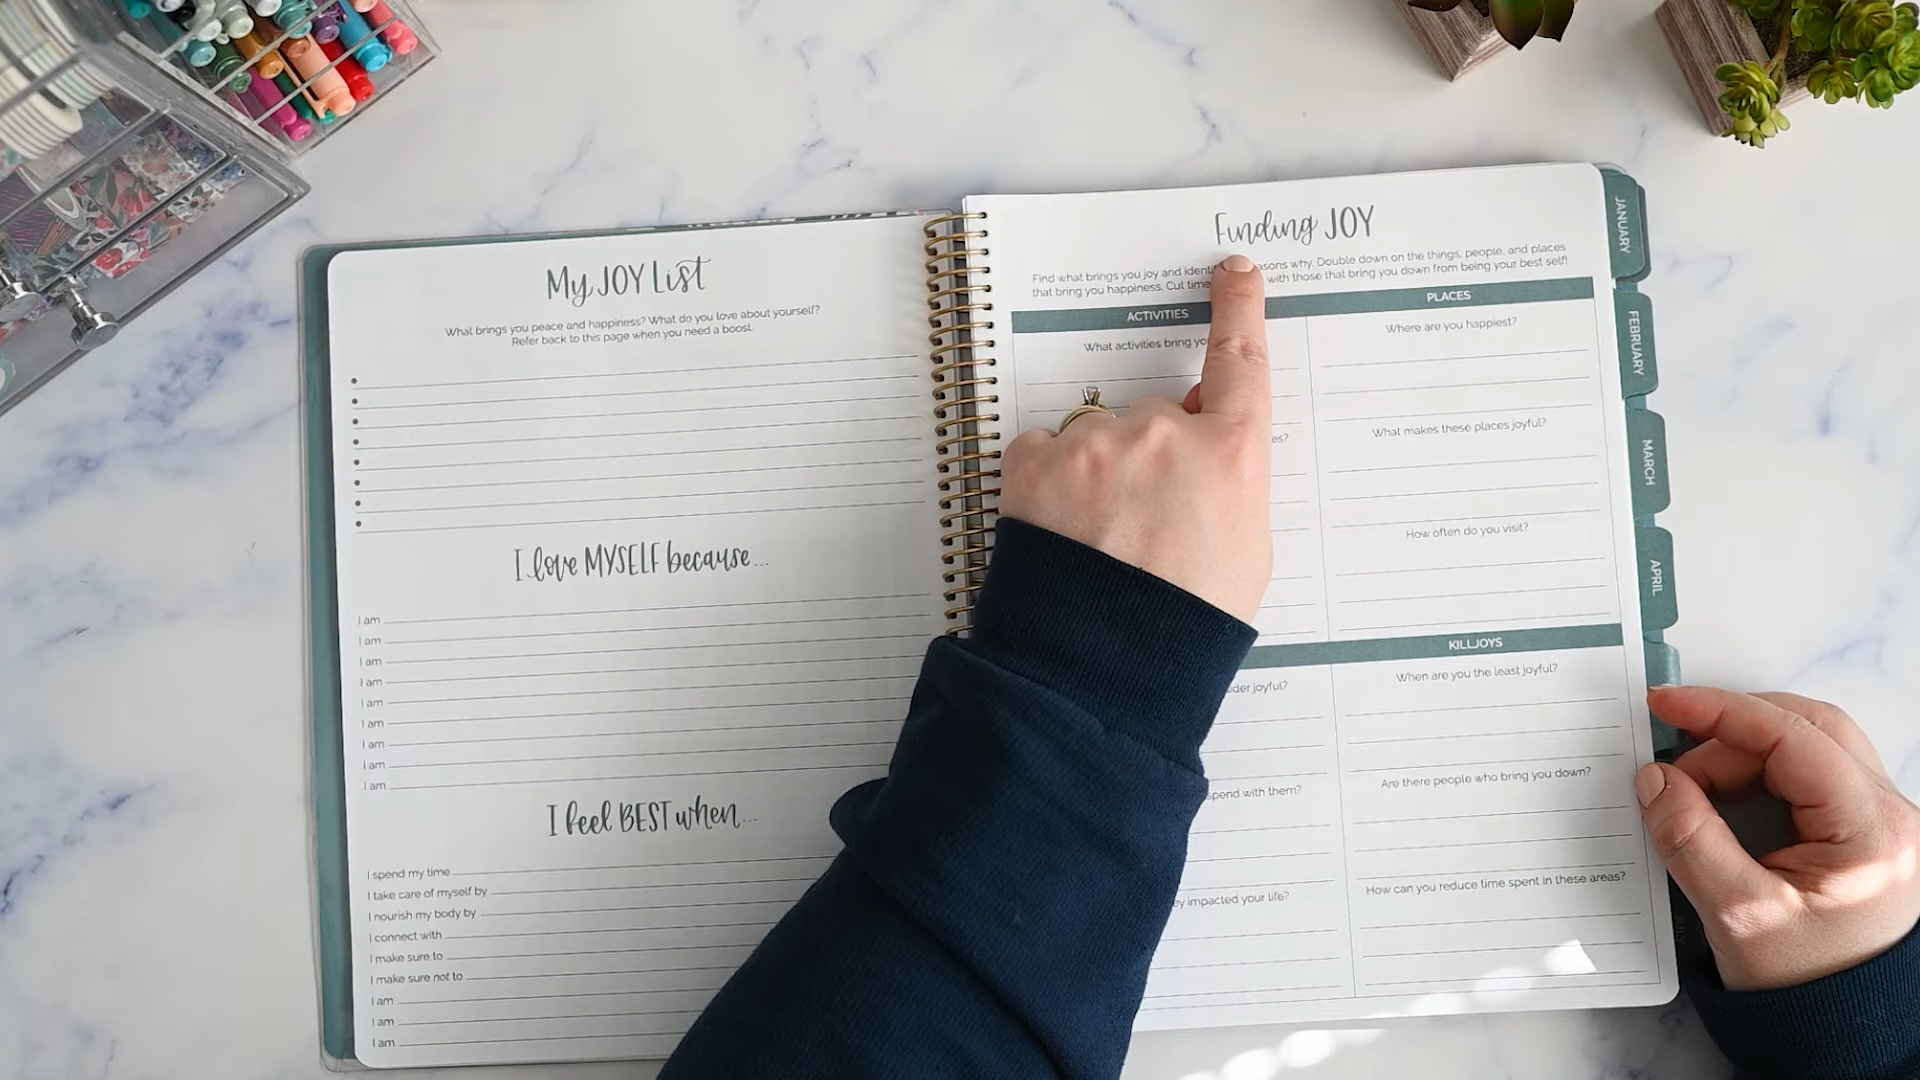 My JOY List
What brings you peace and happiness? What do you love about yourself?
Refer back to this page when you need a boost.
I love MYSELF because...
I am
I am
I am
I am
I am
I am
I am
I am
I am
I feel BEST when...
I spend my time
I take care of myself by
I nourish my body by
I connect with
I make sure to
I make sure not to
I am
I am
I am
Finding JOY
Find what brings you joy and why. Double down on the things, people, and places
that bring you happiness. Cut with those that bring you down from being your best self!
ACTIVITIES
What activities bring
PLACES
Where are you happiest?
What makes these places joyful?
How often do you visit?
joyful?
spend with them?
impacted your life?
KILLJOYS
When are you the least joyful?
Are there people who bring you down?
How can you reduce time spent in these areas?
JANUARY
FEBRUARY
MARCH
APRIL
JULY